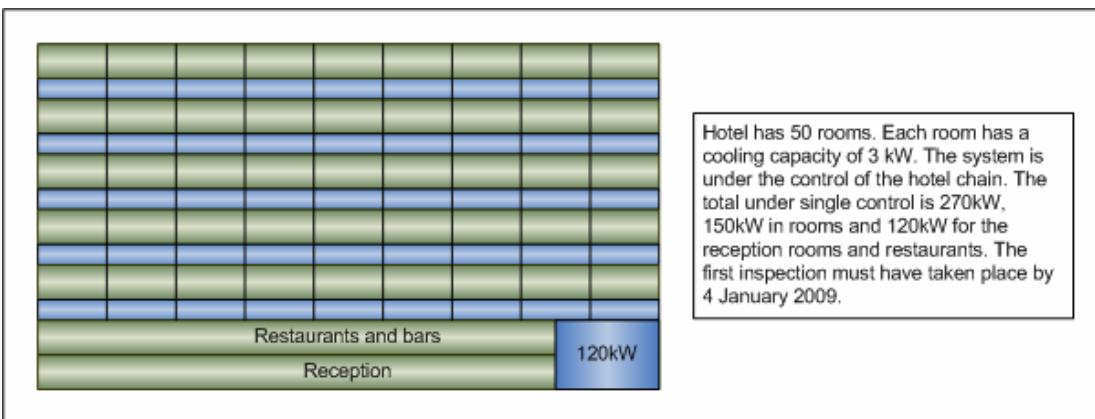 Hotel has 50 rooms. Each room has a
cooling capacity of 3 kW. The system is
under the control of the hotel chain. The
total under single control is 270kW,
150kW in rooms and 120kW for the
reception rooms and restaurants. The
first inspection must have taken place by
4 January 2009.
Restaurants and bars
120kW
Reception